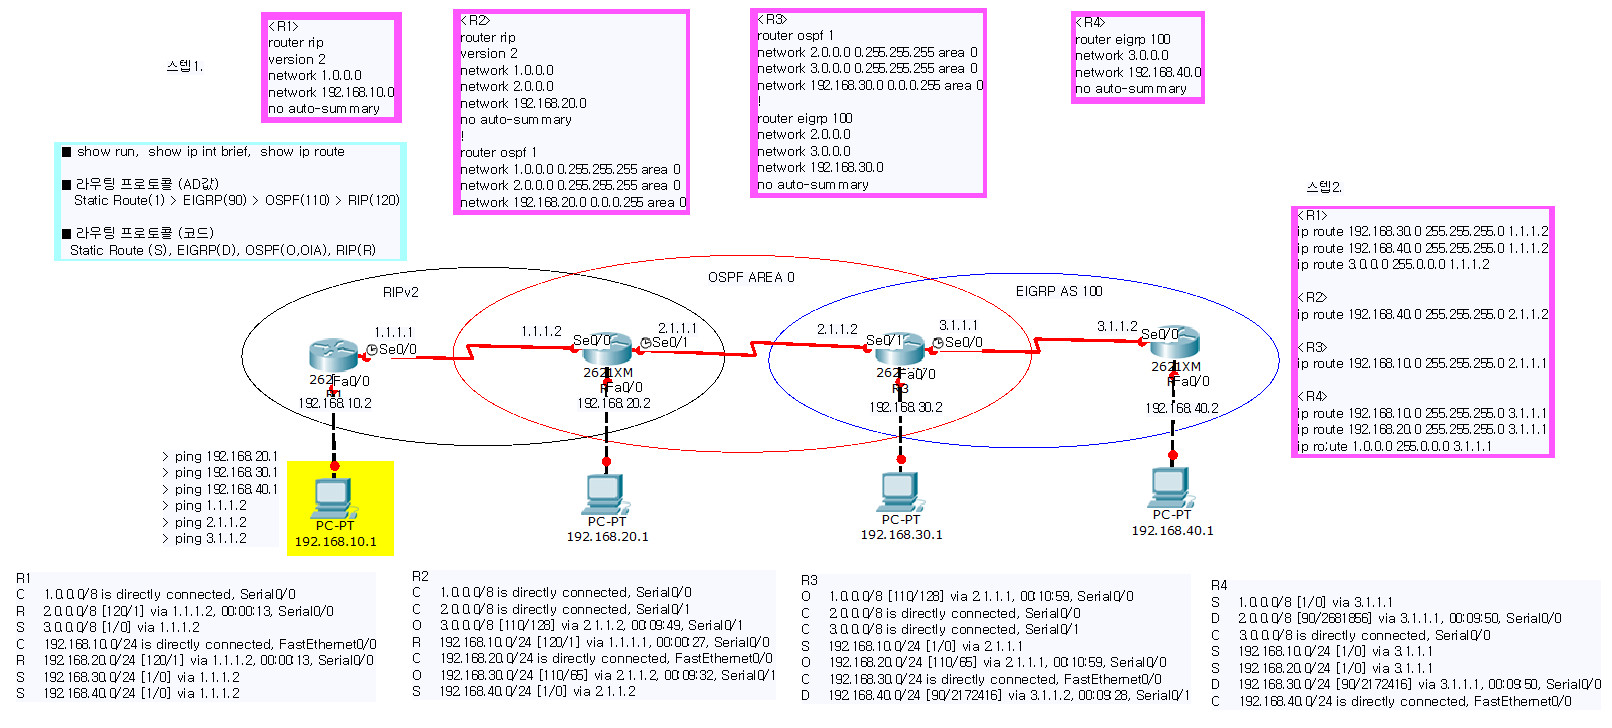 스텝1.
<R1>
router rip
version 2
network 1.0.0.0
network 192.168.10.0
no auto-summary
<R2>
router rip
version 2
network 1.0.0.0
network 2.0.0.0
network 192.168.20.0
no auto-summary
!
router ospf 1
network 1.0.0.0 0.255.255.255 area 0
network 2.0.0.0 0.255.255.255 area 0
network 192.168.20.0 0.0.0.255 area 0
<R3>
router ospf 1
network 2.0.0.0 0.255.255.255 area 0
network 3.0.0.0 0.255.255.255 area 0
network 192.168.30.0 0.0.0.255 area 0
!
router eigrp 100
network 2.0.0.0
network 3.0.0.0
network 192.168.30.0
no auto-summary
<R4>
router eigrp 100
network 3.0.0.0
network 192.168.40.0
no auto-summary
■ show run, show ip int brief, show ip route
■ 라우팅 프로토콜 (AD값)
Static Route(1) > EIGRP(90) > OSPF(110) > RIP(120)
■ 라우팅 프로토콜 (코드)
Static Route (S), EIGRP(D), OSPF(O,OIA), RIP(R)
스텝2.
<R1>
ip route 192.168.30.0 255.255.255.0 1.1.1.2
ip route 192.168.40.0 255.255.255.0 1.1.1.2
ip route 3.0.0.0 255.0.0.0 1.1.1.2
<R2>
ip route 192.168.40.0 255.255.255.0 2.1.1.2
<R3>
ip route 192.168.10.0 255.255.255.0 2.1.1.1
<R4>
ip route 192.168.10.0 255.255.255.0 3.1.1.1
ip route 192.168.20.0 255.255.255.0 3.1.1.1
ip route 1.0.0.0 255.0.0.0 3.1.1.1
RIPv2
OSPF AREA 0
EIGRP AS 100
1.1.1.1
Se0/0
Fa0/0
R1
192.168.10.2
1.1.1.2
Se0/0
2.1.1.1
Se0/1
2621XM
Fa0/0
192.168.20.2
2.1.1.2
Se0/1
3.1.1.1
Se0/0
Fa0/0
R3
192.168.30.2
3.1.1.2
Se0/0
2621XM
Fa0/0
192.168.40.2
> ping 192.168.20.1
> ping 192.168.30.1
> ping 192.168.40.1
> ping 1.1.1.2
> ping 2.1.1.2
> ping 3.1.1.2
PC-PT
192.168.10.1
PC-PT
192.168.20.1
PC-PT
192.168.30.1
PC-PT
192.168.40.1
R1
C 1.0.0.0/8 is directly connected, Serial0/0
R 2.0.0.0/8 [120/1] via 1.1.1.2, 00:00:13, Serial0/0
S 3.0.0.0/8 [1/0] via 1.1.1.2
C 192.168.10.0/24 is directly connected, FastEthernet0/0
R 192.168.20.0/24 [120/1] via 1.1.1.2, 00:00:13, Serial0/0
S 192.168.30.0/24 [1/0] via 1.1.1.2
S 192.168.40.0/24 [1/0] via 1.1.1.2
R2
C 1.0.0.0/8 is directly connected, Serial0/0
C 2.0.0.0/8 is directly connected, Serial0/1
O 3.0.0.0/8 [110/128] via 2.1.1.2, 00:09:49, Serial0/1
R 192.168.10.0/24 [120/1] via 1.1.1.1, 00:00:27, Serial0/0
C 192.168.20.0/24 is directly connected, FastEthernet0/0
O 192.168.30.0/24 [110/65] via 2.1.1.2, 00:09:32, Serial0/1
S 192.168.40.0/24 [1/0] via 2.1.1.2
R3
O 1.0.0.0/8 [110/128] via 2.1.1.1, 00:10:59, Serial0/0
C 2.0.0.0/8 is directly connected, Serial0/0
C 3.0.0.0/8 is directly connected, Serial0/1
S 192.168.10.0/24 [1/0] via 2.1.1.1
O 192.168.20.0/24 [110/65] via 2.1.1.1, 00:10:59, Serial0/0
C 192.168.30.0/24 is directly connected, FastEthernet0/0
D 192.168.40.0/24 [90/2172416] via 3.1.1.2, 00:09:28, Serial0/1
R4
S 1.0.0.0/8 [1/0] via 3.1.1.1
D 2.0.0.0/8 [90/2681856] via 3.1.1.1, 00:09:50, Serial0/0
C 3.0.0.0/8 is directly connected, Serial0/0
S 192.168.10.0/24 [1/0] via 3.1.1.1
S 192.168.20.0/24 [1/0] via 3.1.1.1
D 192.168.30.0/24 [90/2172416] via 3.1.1.1, 00:09:50, Serial0/0
C 192.168.40.0/24 is directly connected, FastEthernet0/0